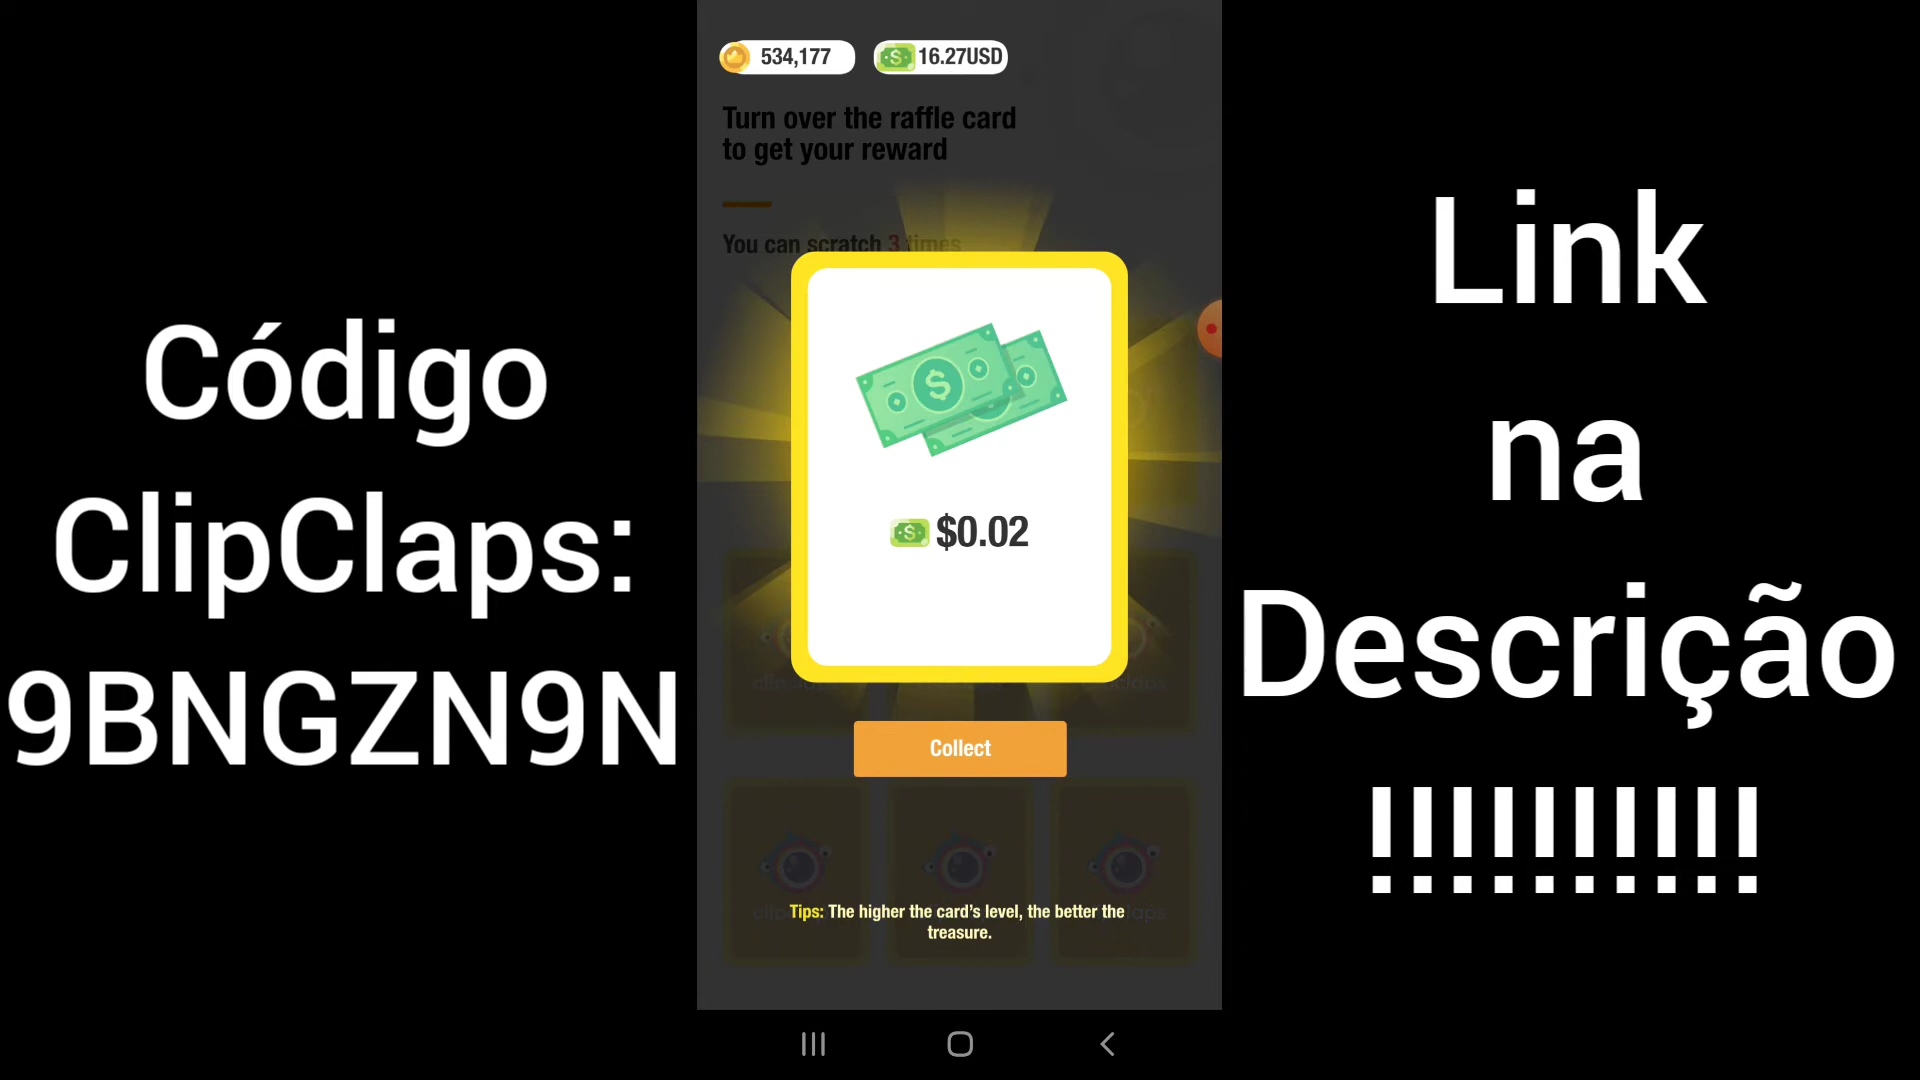 Código
ClipClaps:
9BNGZN9N
534,177
16.27USD
Turn over the raffle card
to get your reward
You can scratch 3 times
$0.02
Collect
Tips: The higher the card's level, the better the
treasure.
Link
na
Descrição
!!!!!!!!!!